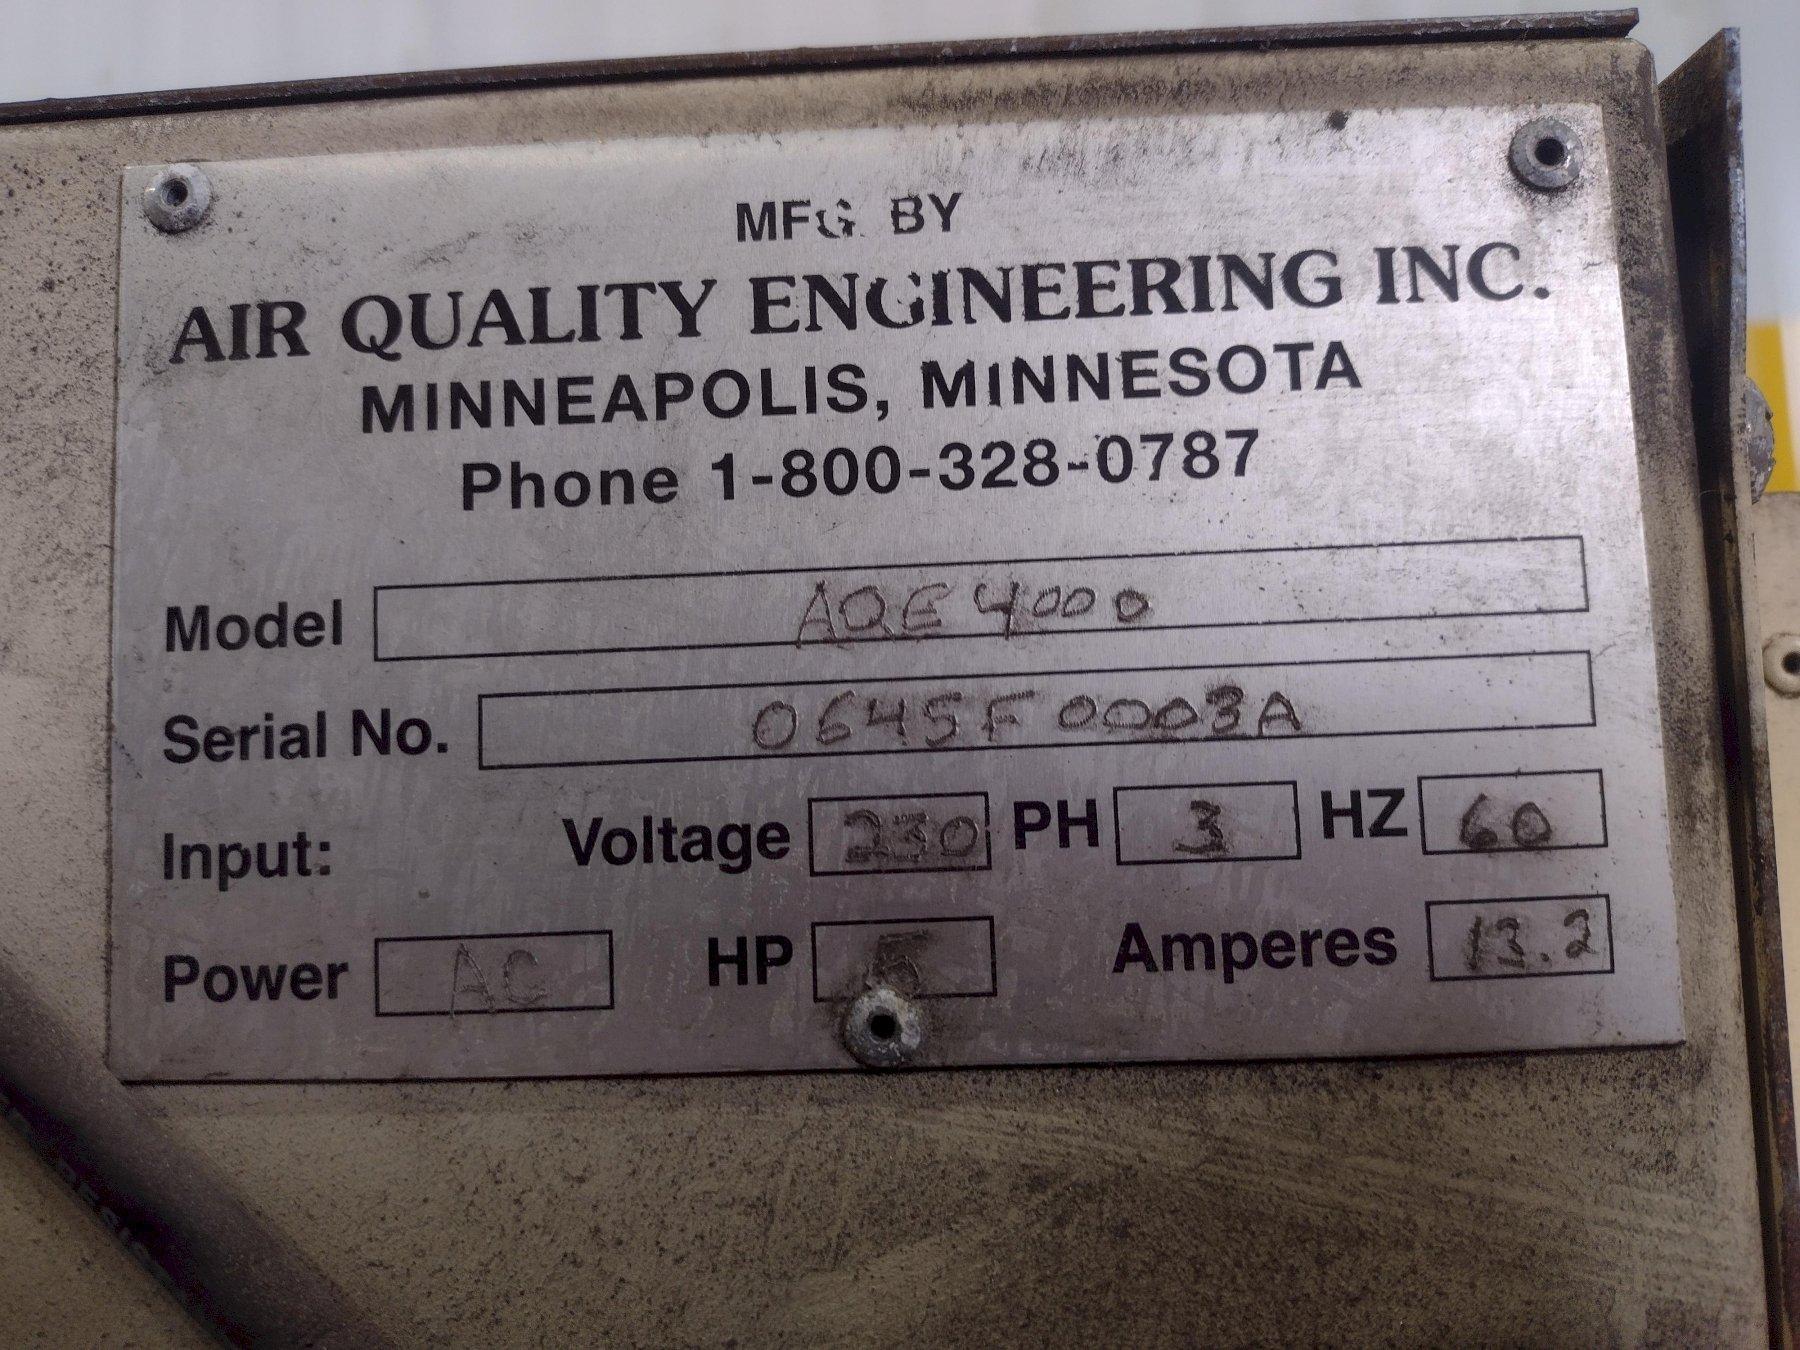 MFG BY
AIR QUALITY ENGINEERING INC.
MINNEAPOLIS, MINNESOTA
Phone 1-800-328-0787
Model AQE 4000
Serial No. 0645F0003A
Input: Voltage 230 PH 3 HZ 60
Power AC HP 5 Amperes 13.2